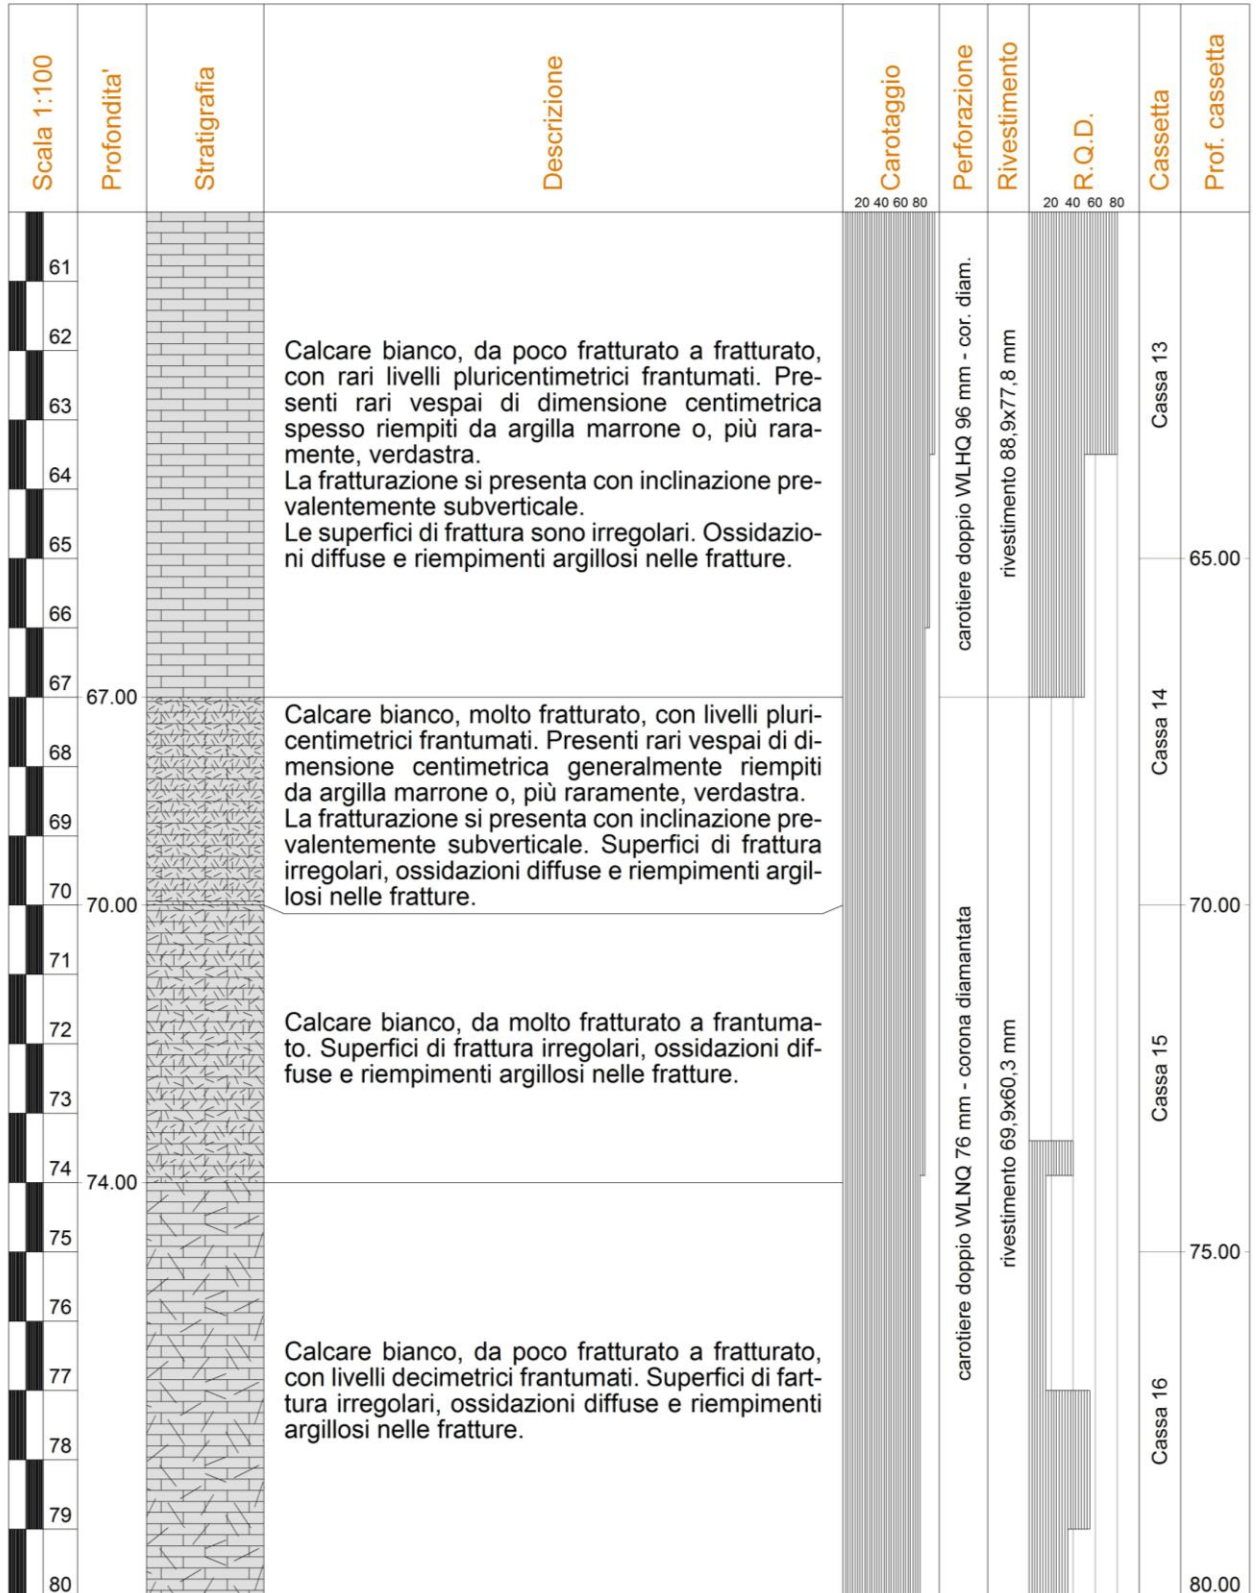 Scala 1:100
Profondita'
Stratigrafia
Descrizione
Carotaggio
Perforazione
Rivestimento
R.Q.D.
Cassetta
Prof. cassetta
20 40 60 80
20 40 60 80
61
62
63
64
65
66
67
68
69
70
71
72
73
74
75
76
77
78
79
80
67.00
70.00
74.00
Calcare bianco, da poco fratturato a fratturato,
con rari livelli pluricentimetrici frantumati. Pre-
senti rari vespai di dimensione centimetrica
spesso riempiti da argilla marrone o, più rara-
mente, verdastra.
La fratturazione si presenta con inclinazione pre-
valentemente subverticale.
Le superfici di frattura sono irregolari. Ossidazio-
ni diffuse e riempimenti argillosi nelle fratture.
Calcare bianco, molto fratturato, con livelli pluri-
centimetrici frantumati. Presenti rari vespai di di-
mensione centimetrica generalmente riempiti
da argilla marrone o, più raramente, verdastra.
La fratturazione si presenta con inclinazione pre-
valentemente subverticale. Superfici di frattura
irregolari, ossidazioni diffuse e riempimenti argil-
losi nelle fratture.
Calcare bianco, da molto fratturato a frantuma-
to. Superfici di frattura irregolari, ossidazioni dif-
fuse e riempimenti argillosi nelle fratture.
Calcare bianco, da poco fratturato a fratturato,
con livelli decimetrici frantumati. Superfici di fart-
tura irregolari, ossidazioni diffuse e riempimenti
argillosi nelle fratture.
carotiere doppio WLHQ 96 mm - cor. diam.
carotiere doppio WLNQ 76 mm - corona diamantata
rivestimento 88,9x77,8 mm
rivestimento 69,9x60,3 mm
Cassa 13
Cassa 14
Cassa 15
Cassa 16
65.00
70.00
75.00
80.00